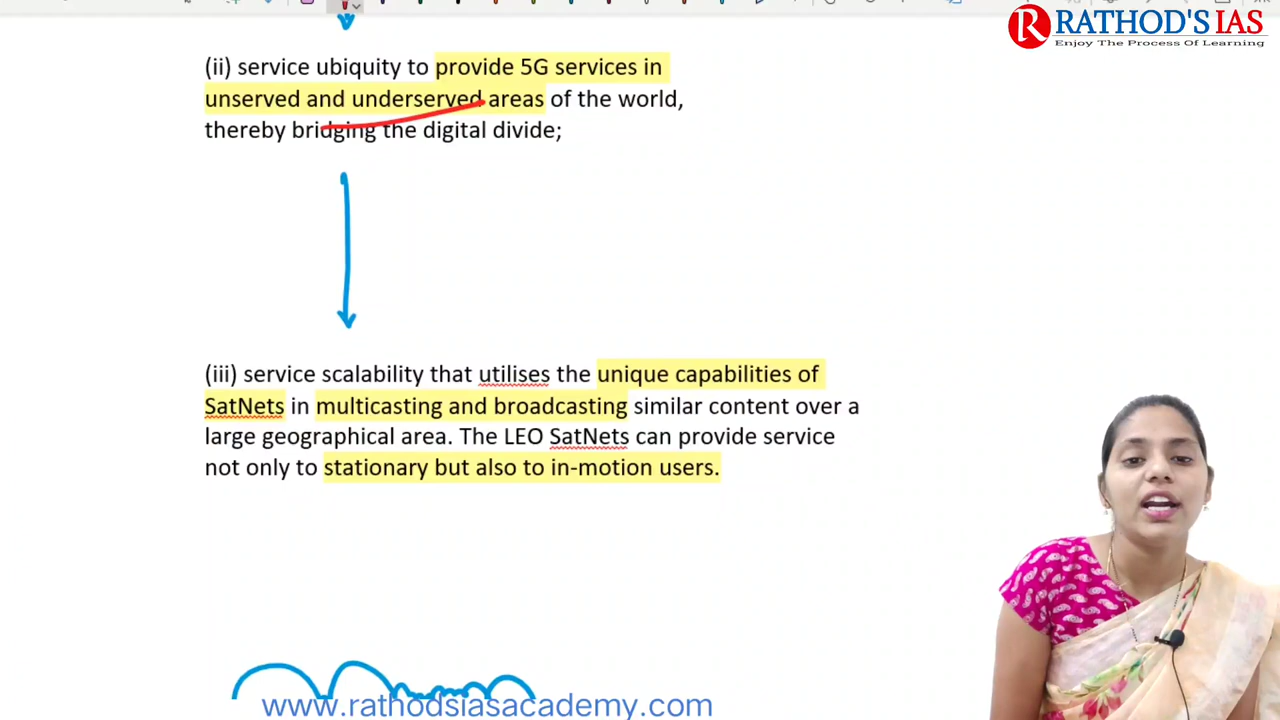 RATHOD'S IAS
Enjoy The Process Of Learning
(ii) service ubiquity to provide 5G services in
unserved and underserved areas of the world,
thereby bridging the digital divide;
(iii) service scalability that utilises the unique capabilities of
SatNets in multicasting and broadcasting similar content over a
large geographical area. The LEO SatNets can provide service
not only to stationary but also to in-motion users.
www.rathodsiasacademy.com